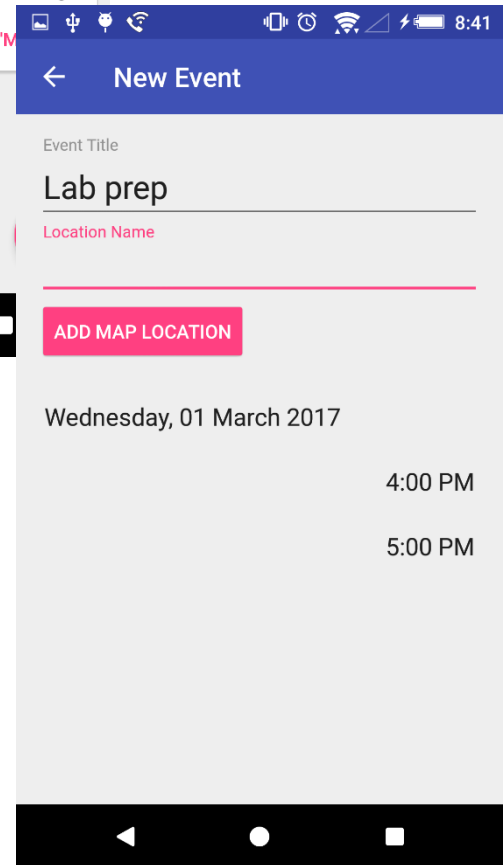 8:41
New Event
Event Title
Lab prep
Location Name
ADD MAP LOCATION
Wednesday, 01 March 2017
4:00 PM
5:00 PM